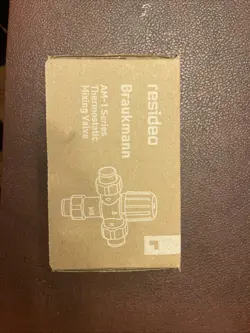 resideo
Braukmann
AM-1 Series
Thermostatic
Mixing Valve